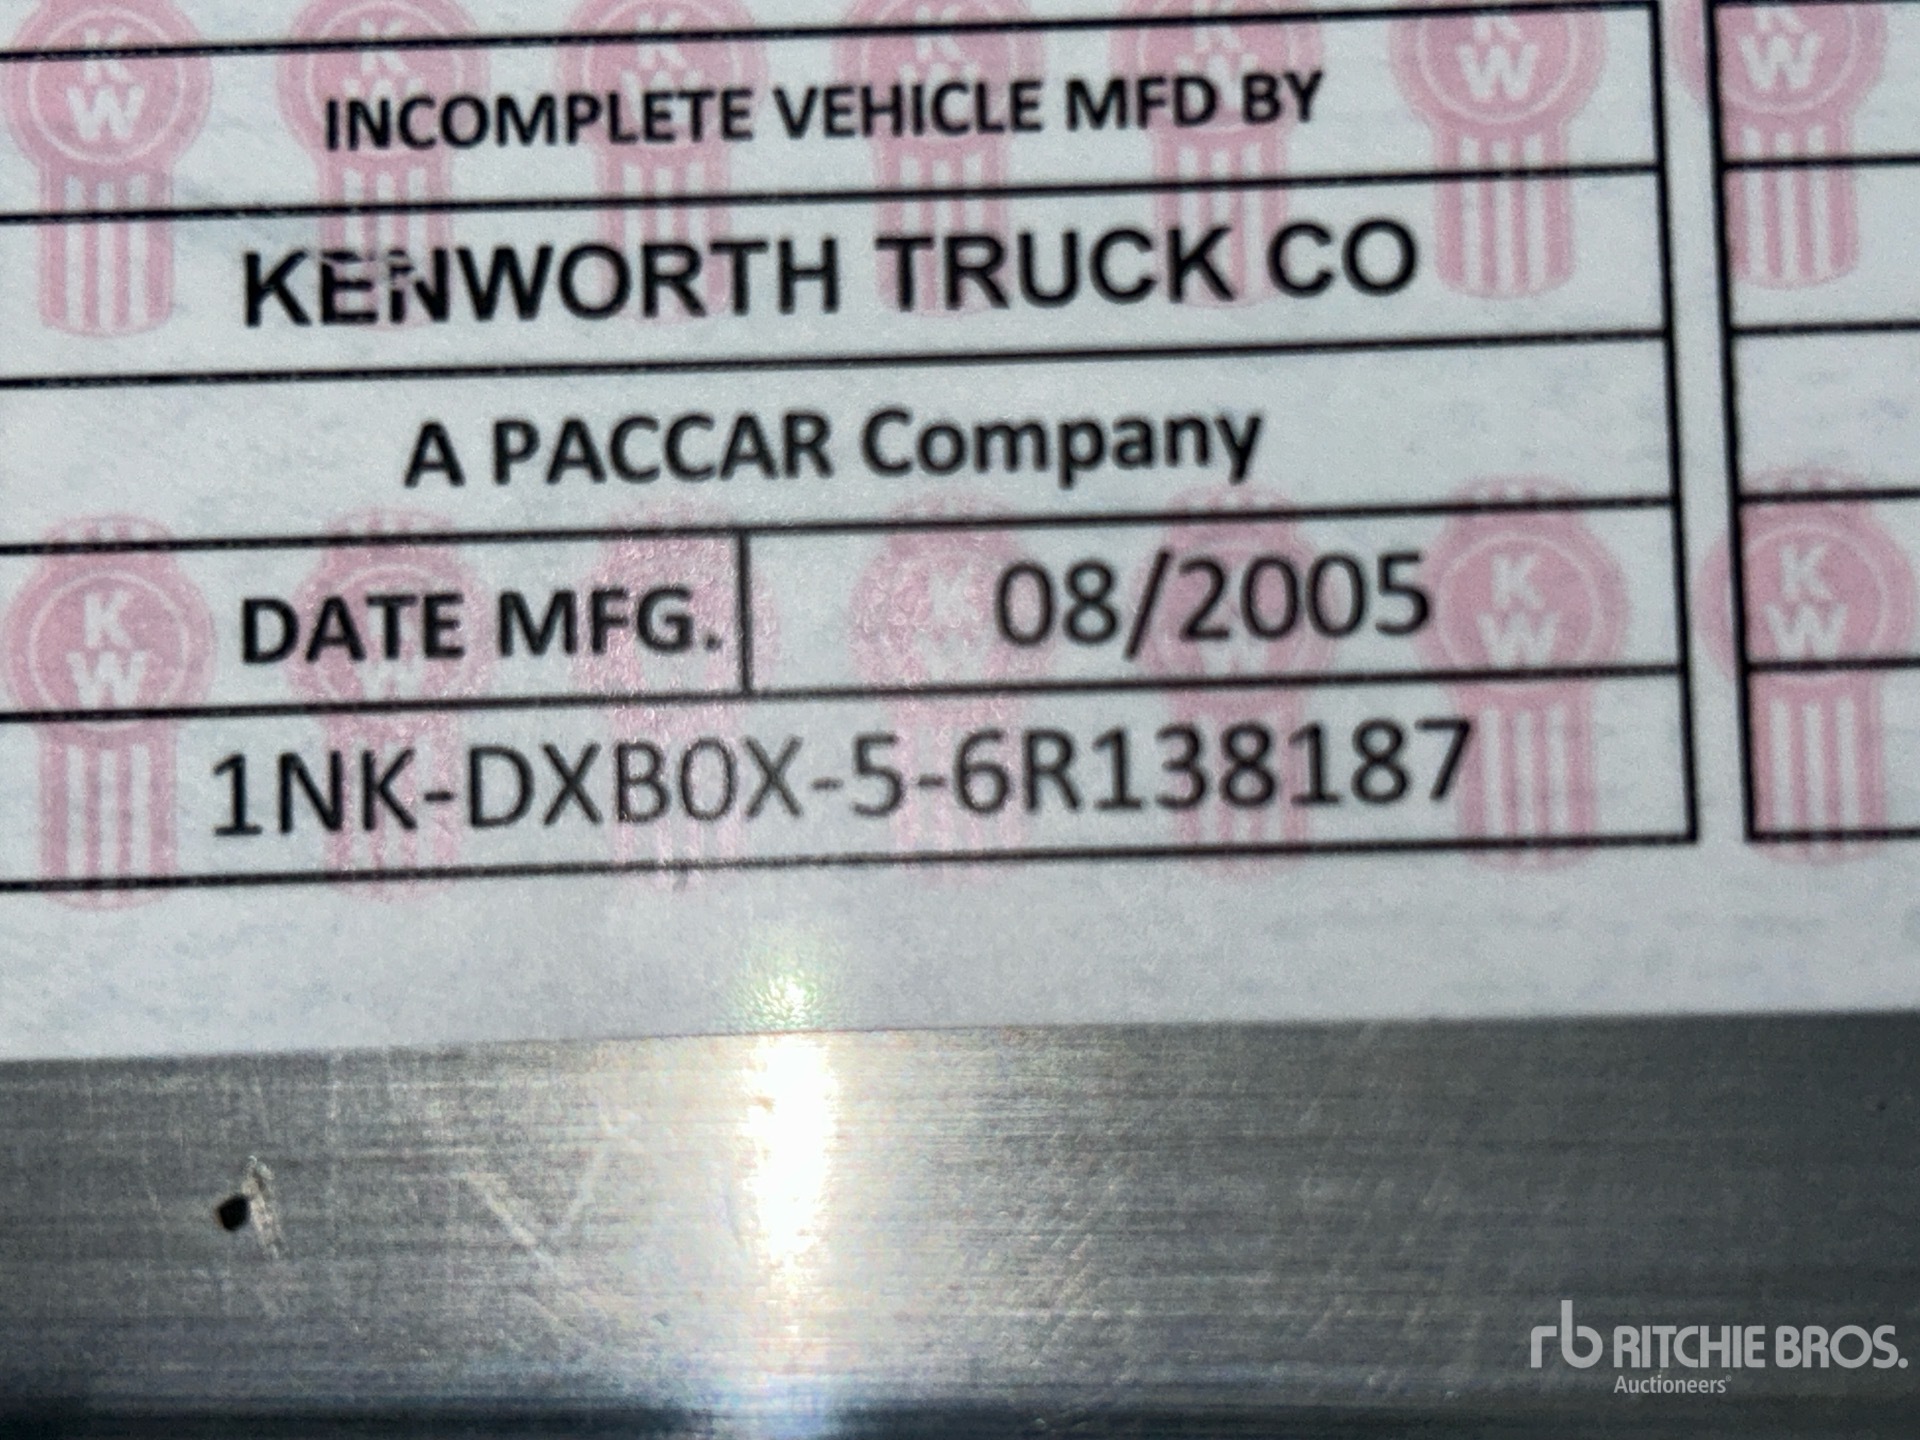 INCOMPLETE VEHICLE MFD BY
KENWORTH TRUCK CO
A PACCAR Company
DATE MFG. 08/2005
1NK-DXB0X-5-6R138187
rb RITCHIE BROS.
Auctioneers